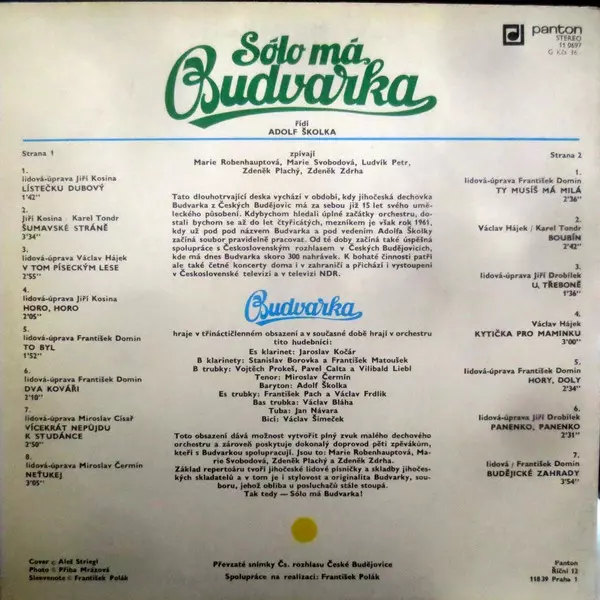 Sólo má
Budvarka
řídí
ADOLF ŠKOLKA
panton
STEREO
11 0697
Strana 1
1.
lidová-úprava Jiří Kosina
LÍSTEČKU DUBOVÝ
1'42"
2.
Jiří Kosina - Karel Tondr
ŠUMAVSKÉ STRÁNĚ
3'34"
3.
lidová-úprava Václav Hájek
V TOM PÍSECKÝM LESE
2'55"
4.
lidová-úprava Jiří Kosina
HORO, HORO
2'05"
5.
lidová-úprava František Domin
TO BYL
1'52"
6.
lidová-úprava František Domin
DVA KOVÁŘI
2'10"
7.
lidová-úprava Miroslav Císař
VÍCEKRÁT NEPŮJDU
K STUDÁNCE
2'50"
8.
lidová-úprava Miroslav Čermín
NEŤUKEJ
3'05"
zpívají
Marie Robenhauptová, Marie Svobodová, Ludvík Petr,
Zdeněk Plachý, Zdeněk Zdrha
Tato dlouhotrvající deska vychází v období, kdy jihočeská dechovka
Budvarka z Českých Budějovic má za sebou již 15 let svého umě-
leckého působení. Kdybychom hledali úplné začátky orchestru, do-
stali bychom se až do let čtyřicátých, mezníkem je však rok 1961,
kdy už pod názvem Budvarka a pod vedením Adolfa Školky
začíná soubor pravidelně pracovat. Od té doby začíná také úspěšná
spolupráce s Československým rozhlasem v Českých Budějovicích,
kde má dnes Budvarka skoro 300 nahrávek. K bohaté činnosti patří
ale také četné koncerty doma i v zahraničí a přichází i vystoupení
v Československé televizi a v televizi NDR.
Budvarka
hraje v třináctičlenném obsazení a v současné době hrají v orchestru
tito hudebníci:
Es klarinet: Jaroslav Kočár
B klarinety: Stanislav Borovka a František Matoušek
B trubky: Vojtěch Prokeš, Pavel Calta a Vilibald Liebl
Tenor: Miroslav Čermín
Baryton: Adolf Školka
Es trubky: František Pach a Václav Frdlík
Bas trubka: Václav Bláha
Tuba: Jan Návara
Bicí: Václav Šimeček
Toto obsazení dává možnost vytvořit plný zvuk malého dechového
orchestru a zároveň poskytuje dokonalý doprovod pěti zpěvákům,
kteří s Budvarkou spolupracují. Jsou to: Marie Robenhauptová, Ma-
rie Svobodová, Zdeněk Plachý a Zdeněk Zdrha.
Základ repertoáru tvoří jihočeské lidové písničky a skladby jihočes-
kých skladatelů a v tom je i stylovost a originalita Budvarky, sou-
boru, jehož obliba u posluchačů stále stoupá.
Tak tedy — Sólo má Budvarka!
Strana 2
1.
lidová-úprava František Domin
TY MUSÍŠ MÁ MILÁ
2'36"
2.
Václav Hájek / Karel Tondr
BOUBÍN
2'42"
3.
lidová-úprava Jiří Drobílek
U, TŘEBONĚ
1'36"
4.
Václav Hájek
KYTIČKA PRO MAMINKU
3'00"
5.
lidová-úprava František Domin
HORY, DOLY
2'34"
6.
lidová-úprava Jiří Drobílek
PANENKO, PANENKO
2'31"
7.
lidová / František Domin
BUDĚJICKÉ ZAHRADY
3'54"
Cover © Aleš Striegl
Photo © Přiba Mrázová
Sleevenote © František Polák
Převzaté snímky Čs. rozhlasu České Budějovice
Spolupráce na realizaci: František Polák
Panton
Říční 12
118.39 Praha 1